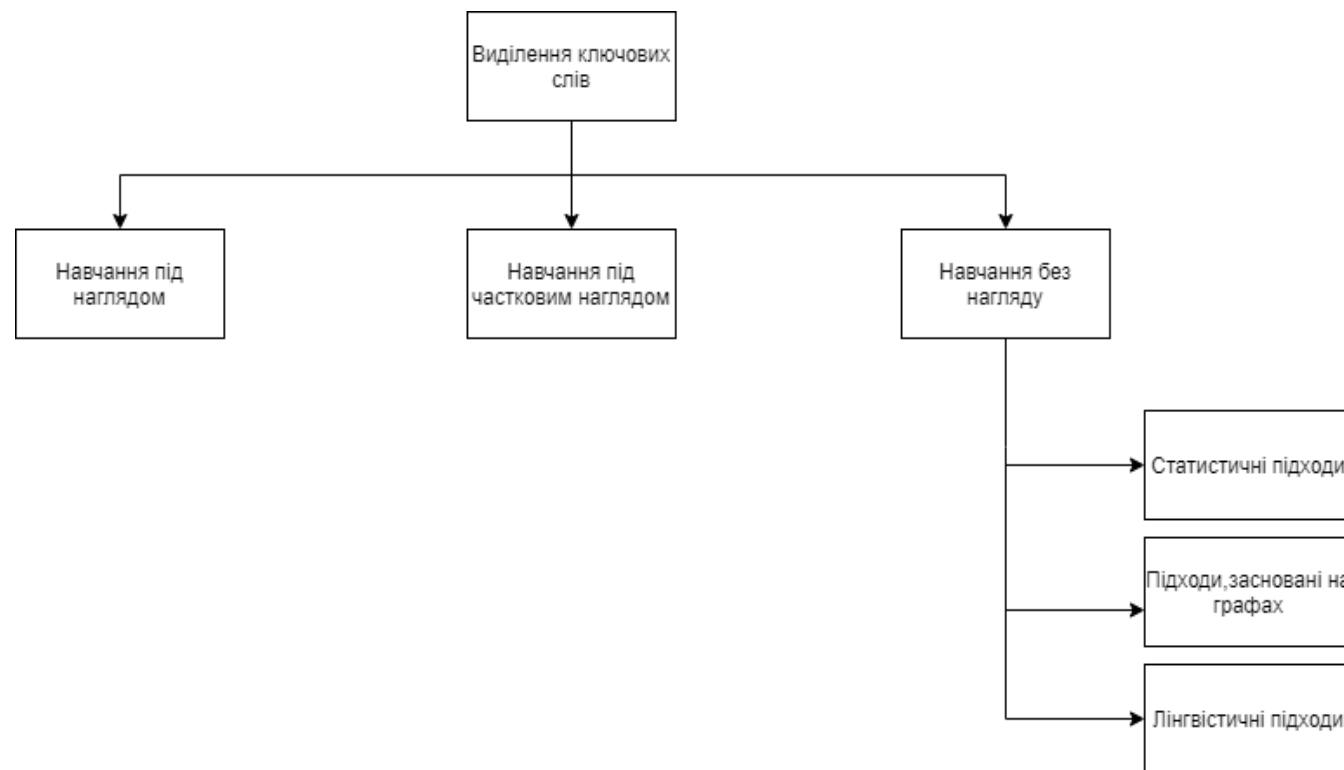 Виділення ключових
слів
Навчання під
наглядом
Навчання під
частковим наглядом
Навчання без
нагляду
Статистичні підходи
Підходи,засновані на
графах
Лінгвістичні підходи